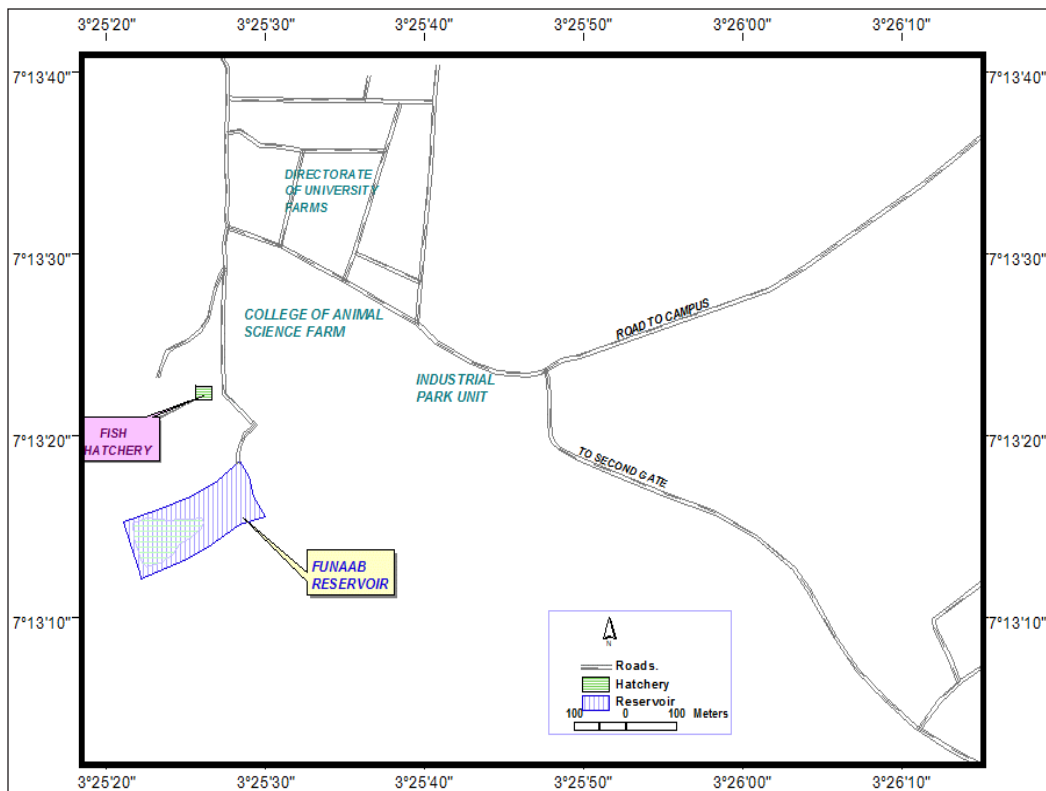 3°25'20" 3°25'30" 3°25'40" 3°25'50" 3°26'00" 3°26'10"
7°13'40" 7°13'40"
DIRECTORATE
OF UNIVERSITY
FARMS
7°13'30" 7°13'30"
COLLEGE OF ANIMAL
SCIENCE FARM
ROAD TO CAMPUS
INDUSTRIAL
PARK UNIT
FISH
HATCHERY
7°13'20" 7°13'20"
TO SECOND GATE
FUNAAB
RESERVOIR
7°13'10" 7°13'10"
N
Roads.
Hatchery
Reservoir
100 0 100 Meters
3°25'20" 3°25'30" 3°25'40" 3°25'50" 3°26'00" 3°26'10"